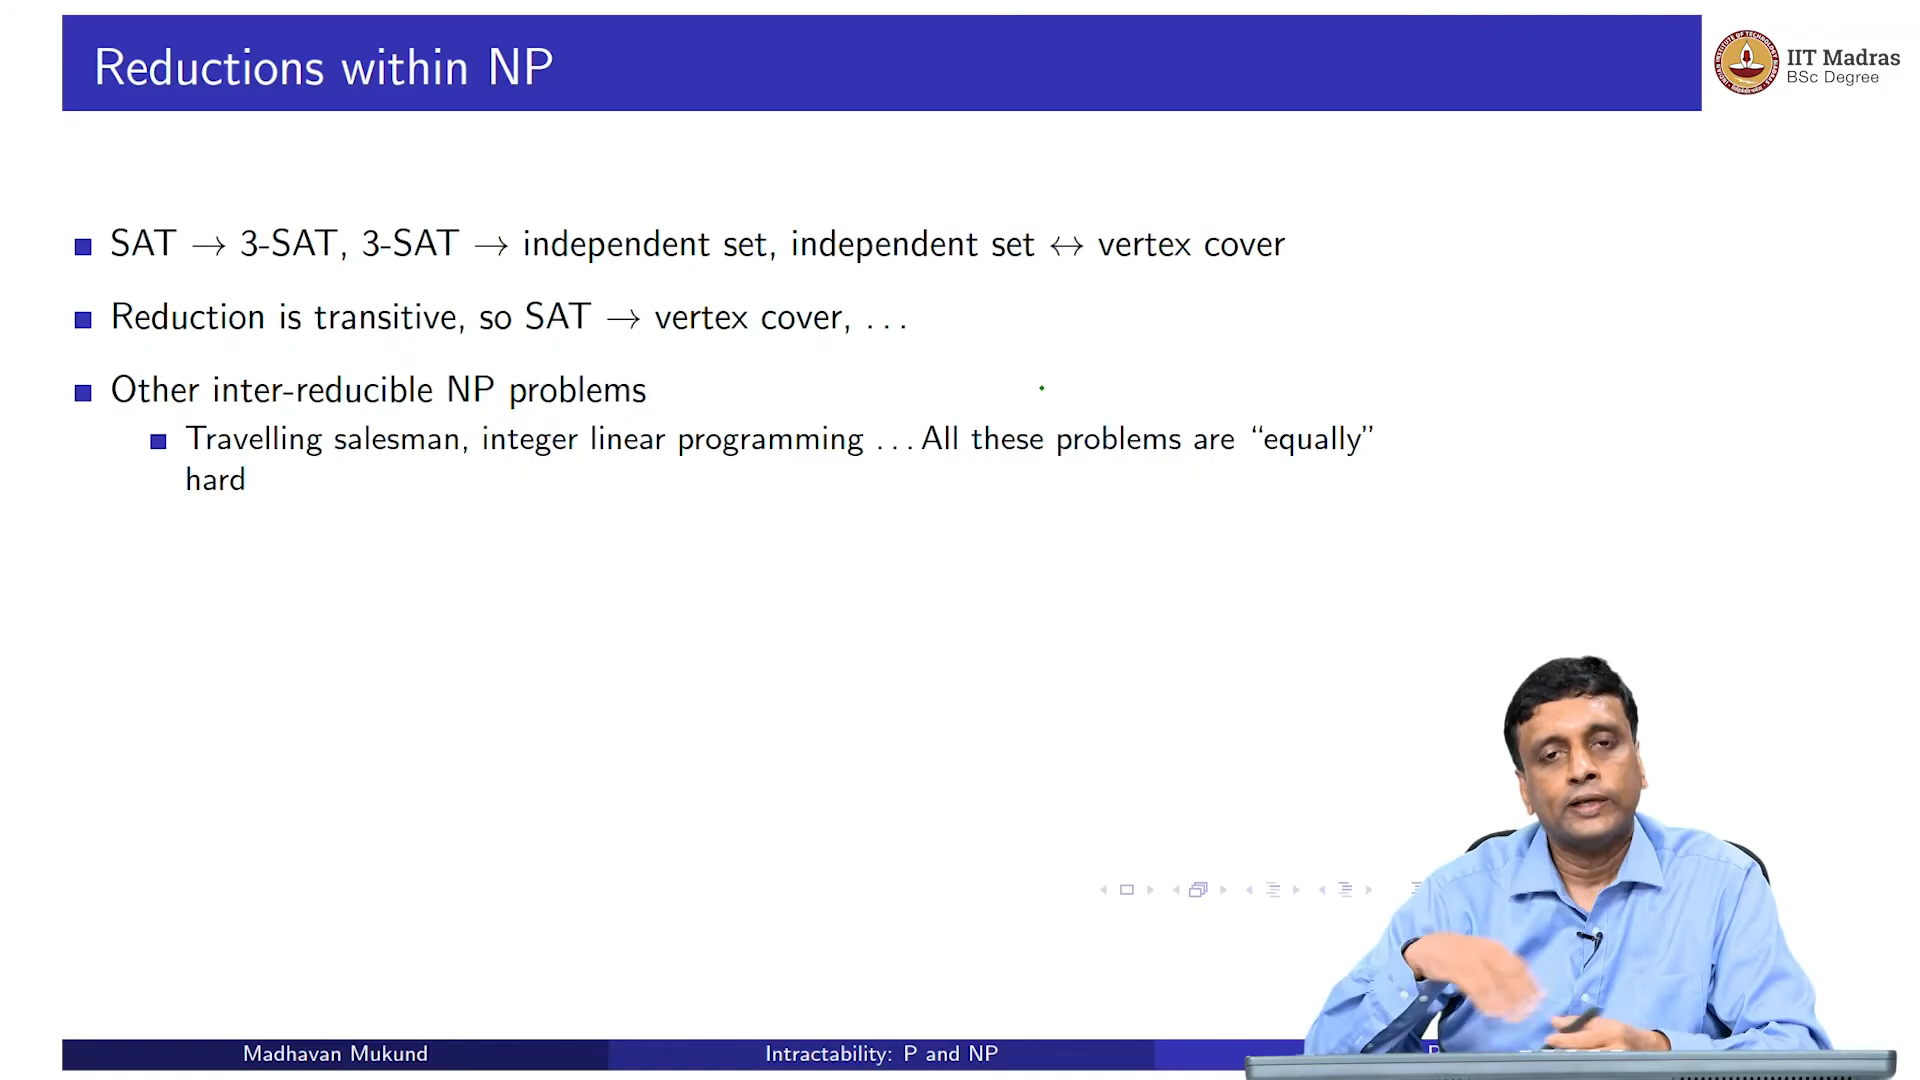 Reductions within NP
IIT Madras
BSc Degree
SAT → 3-SAT, 3-SAT → independent set, independent set ↔ vertex cover
Reduction is transitive, so SAT → vertex cover, ...
Other inter-reducible NP problems
Travelling salesman, integer linear programming ... All these problems are “equally”
hard
Madhavan Mukund
Intractability: P and NP